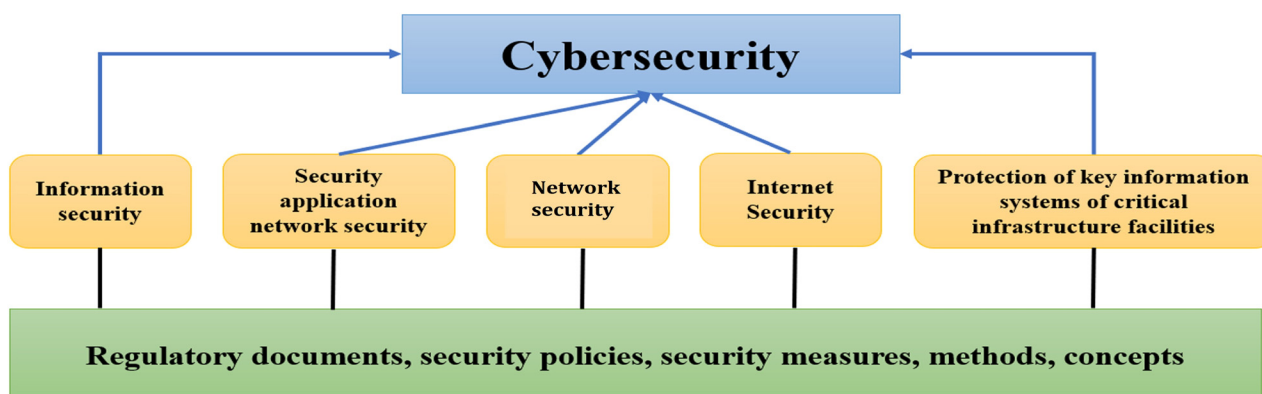 Cybersecurity
Information
security
Security
application
network security
Network
security
Internet
Security
Protection of key information
systems of critical
infrastructure facilities
Regulatory documents, security policies, security measures, methods, concepts